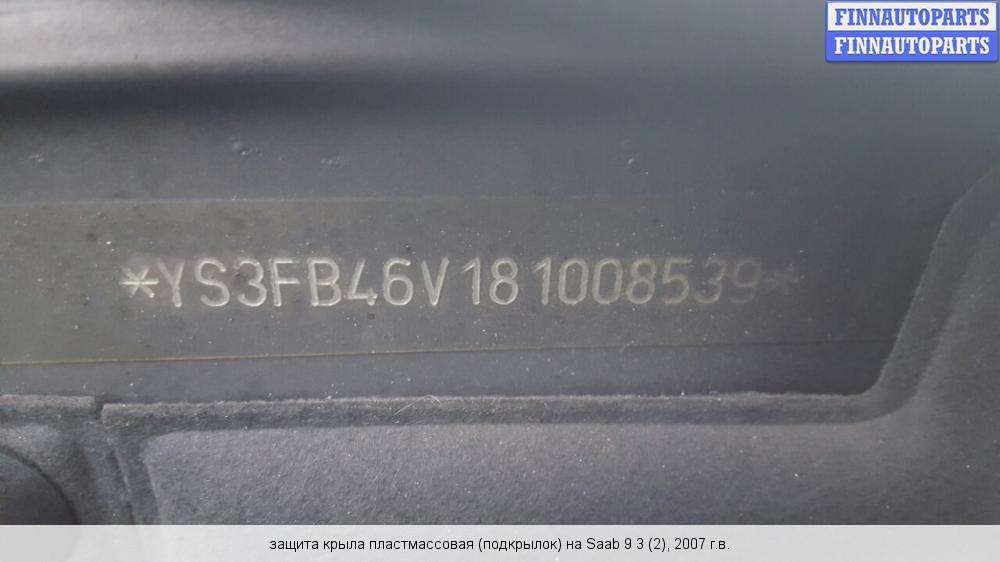 FINNAUTOPARTS
FINNAUTOPARTS
*YS3FB46V181008539*
защита крыла пластмассовая (подкрылок) на Saab 9 3 (2), 2007 г.в.